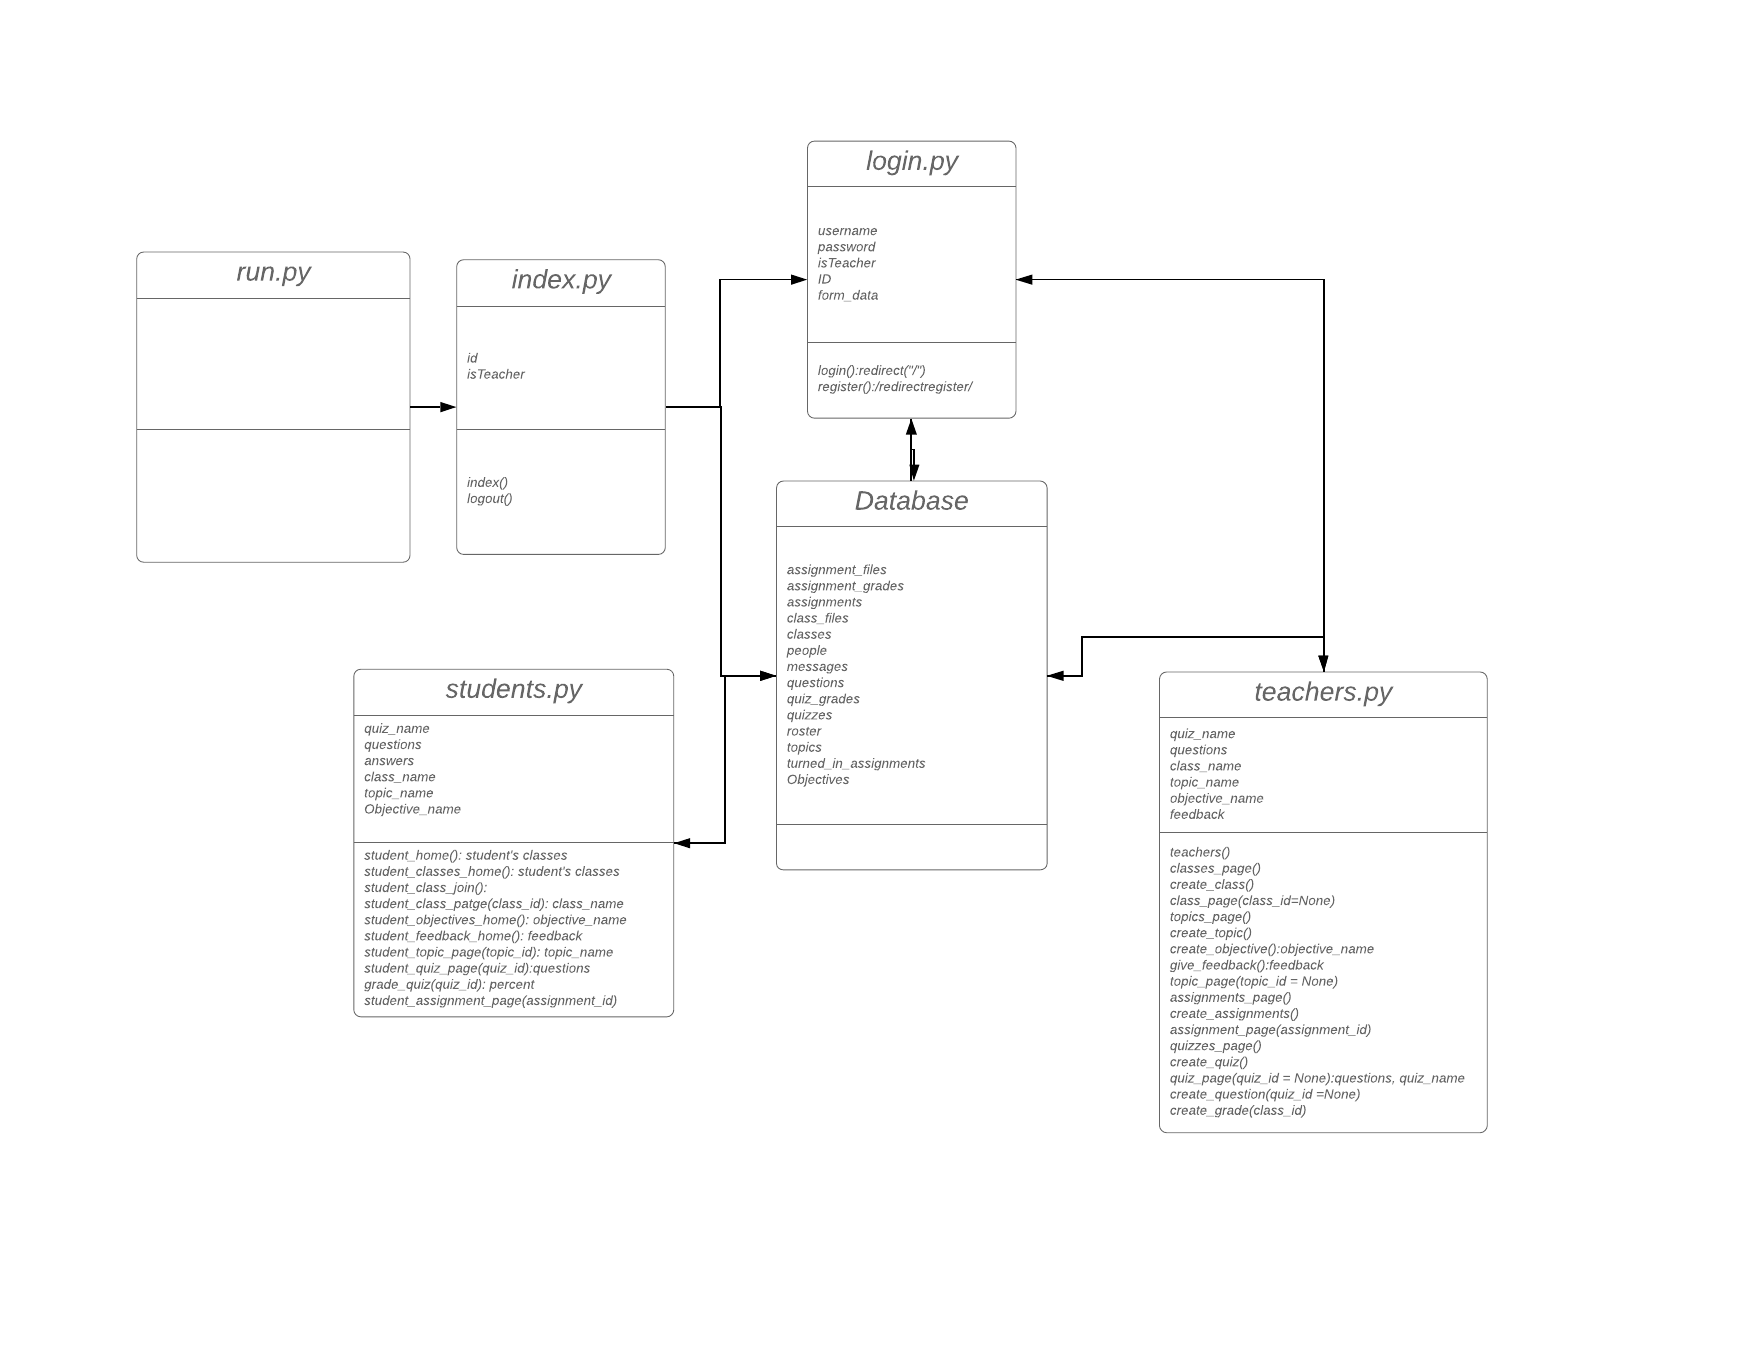 run.py
index.py
id
isTeacher
index()
logout()
login.py
username
password
isTeacher
ID
form_data
login():redirect("/")
register():/redirectregister/
Database
assignment_files
assignment_grades
assignments
class_files
classes
people
messages
questions
quiz_grades
quizzes
roster
topics
turned_in_assignments
Objectives
students.py
quiz_name
questions
answers
class_name
topic_name
Objective_name
student_home(): student's classes
student_classes_home(): student's classes
student_class_join():
student_class_patge(class_id): class_name
student_objectives_home(): objective_name
student_feedback_home(): feedback
student_topic_page(topic_id): topic_name
student_quiz_page(quiz_id):questions
grade_quiz(quiz_id): percent
student_assignment_page(assignment_id)
teachers.py
quiz_name
questions
class_name
topic_name
objective_name
feedback
teachers()
classes_page()
create_class()
class_page(class_id=None)
topics_page()
create_topic()
create_objective():objective_name
give_feedback():feedback
topic_page(topic_id = None)
assignments_page()
create_assignments()
assignment_page(assignment_id)
quizzes_page()
create_quiz()
quiz_page(quiz_id = None):questions, quiz_name
create_question(quiz_id =None)
create_grade(class_id)